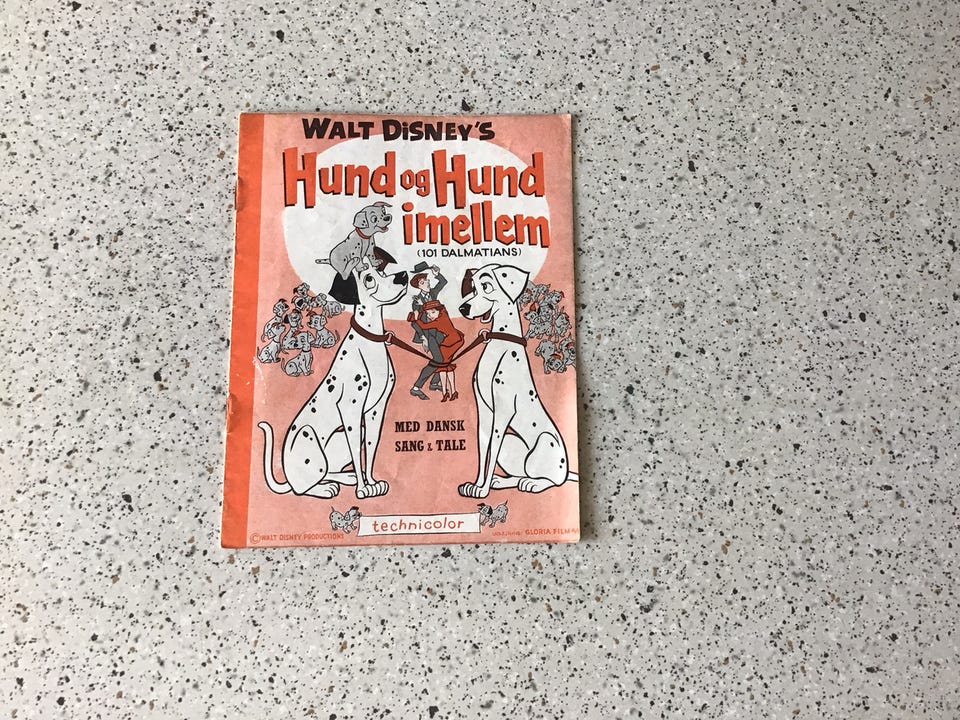 WALT DiSNEY'S
Hund og Hund
imellem
(101 DALMATIANS)
MED DANSK
SANG & TALE
technicolor
©WALT DISNEY PRODUCTIONS
GLORIA FILM